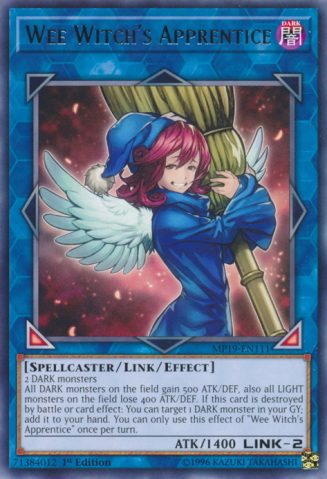 Wee Witch's Apprentice
DARK
闇
MP19-EN111
[Spellcaster/Link/Effect]
2 DARK monsters
All DARK monsters on the field gain 500 ATK/DEF, also all LIGHT
monsters on the field lose 400 ATK/DEF. If this card is destroyed
by battle or card effect: You can target 1 DARK monster in your GY;
add it to your hand. You can only use this effect of "Wee Witch's
Apprentice" once per turn.
ATK/1400 LINK-2
71384012 1st Edition ©1996 KAZUKI TAKAHASHI